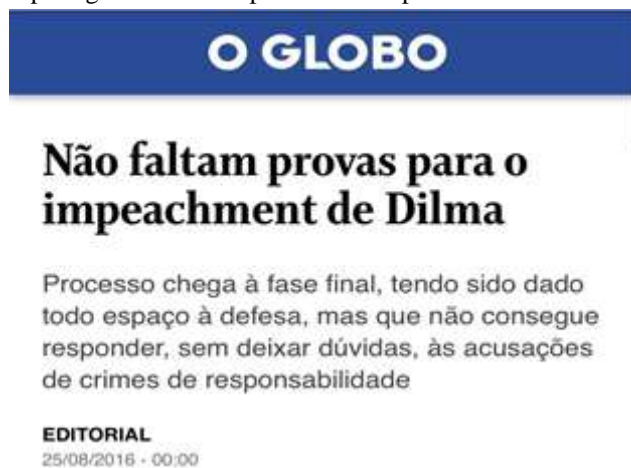 O GLOBO
Não faltam provas para o
impeachment de Dilma
Processo chega à fase final, tendo sido dado
todo espaço à defesa, mas que não consegue
responder, sem deixar dúvidas, às acusações
de crimes de responsabilidade
EDITORIAL
25/08/2016 - 00:00